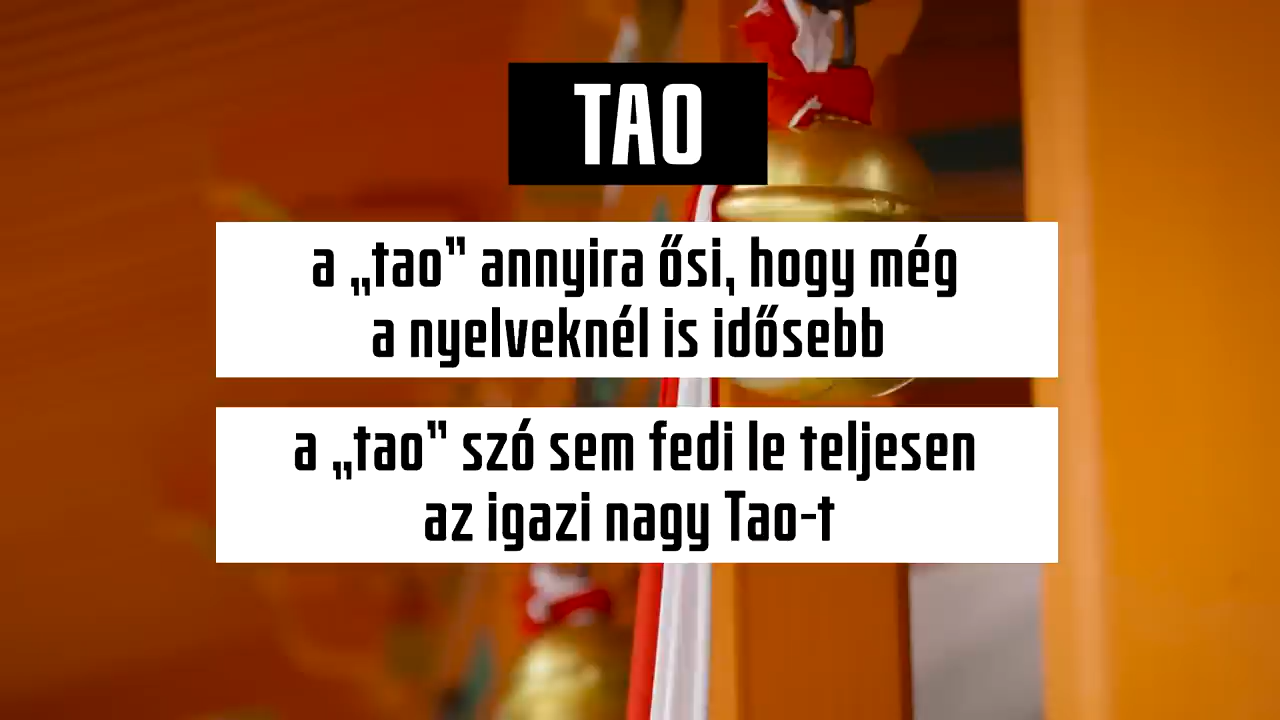 TAO
a „tao” annyira ősi, hogy még
a nyelveknél is idősebb
a „tao” szó sem fedi le teljesen
az igazi nagy Tao-t